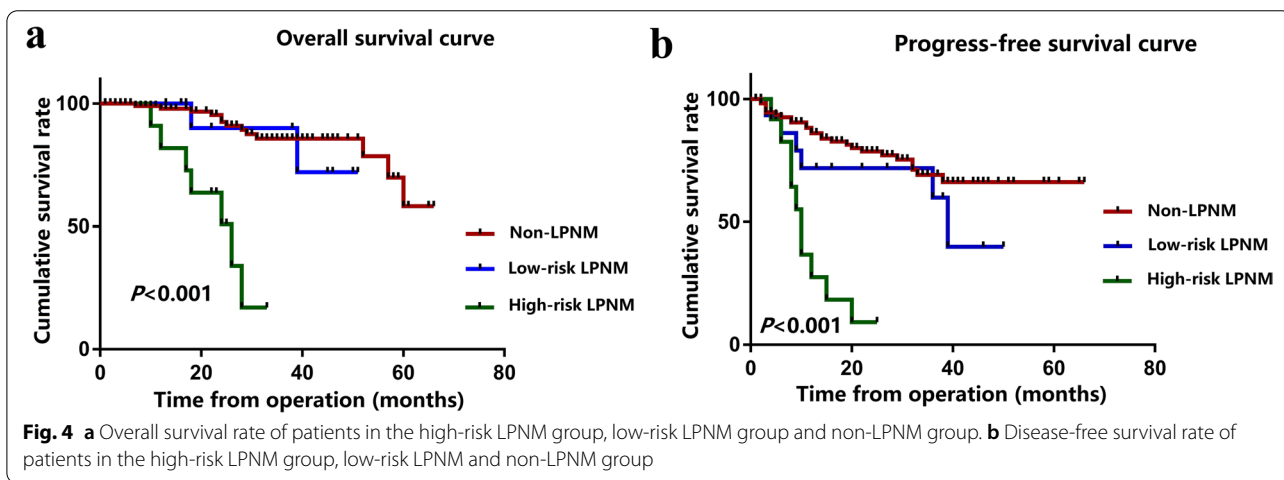 a
Overall survival curve
Cumulative survival rate
100
50
0
0 20 40 60 80
Time from operation (months)
Non-LPNM
Low-risk LPNM
High-risk LPNM
P<0.001
b
Progress-free survival curve
Cumulative survival rate
100
50
0
0 20 40 60 80
Time from operation (months)
Non-LPNM
Low-risk LPNM
High-risk LPNM
P<0.001
Fig. 4 a Overall survival rate of patients in the high-risk LPNM group, low-risk LPNM group and non-LPNM group. b Disease-free survival rate of
patients in the high-risk LPNM group, low-risk LPNM and non-LPNM group